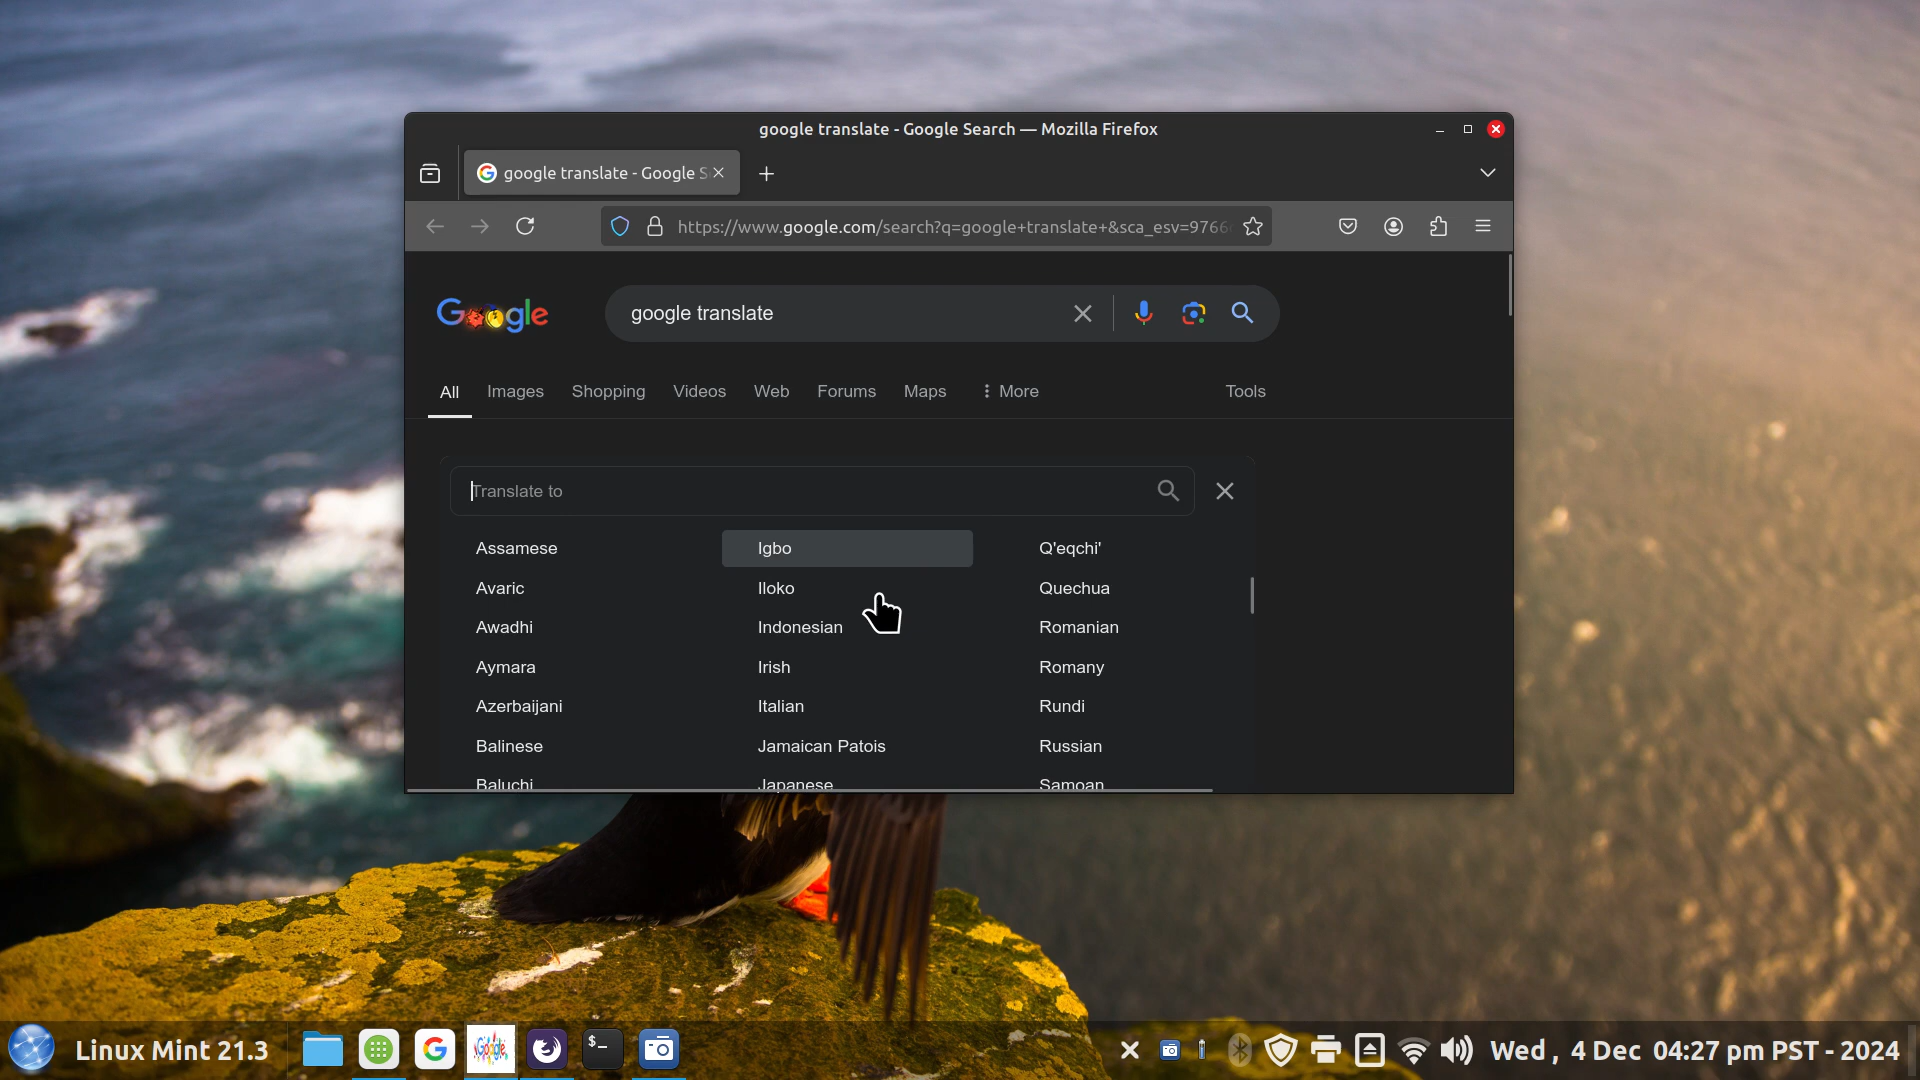 google translate - Google Search — Mozilla Firefox
google translate - Google S
https://www.google.com/search?q=google+translate+&sca_esv=9766
Google
google translate
All Images Shopping Videos Web Forums Maps More Tools
Translate to
Assamese Igbo Q'eqchi'
Avaric Iloko Quechua
Awadhi Indonesian Romanian
Aymara Irish Romany
Azerbaijani Italian Rundi
Balinese Jamaican Patois Russian
Baluchi Japanese Samoan
Linux Mint 21.3 G Google $_ Wed , 4 Dec 04:27 pm PST - 2024